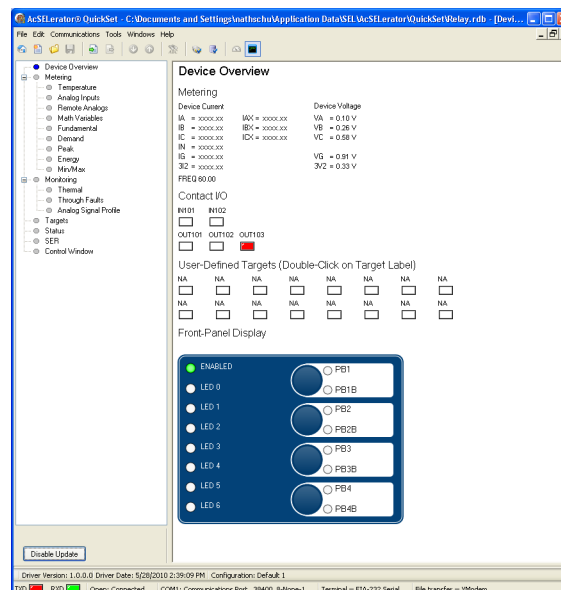 AcSELerator® QuickSet - C:\Documents and Settings\nathschu\Application Data\SEL\AcSELerator\QuickSet\Relay.rdb - [Devi...
File Edit Communications Tools Windows Help
Device Overview
Metering
Temperature
Analog Inputs
Remote Analogs
Math Variables
Fundamental
Demand
Peak
Energy
Min/Max
Monitoring
Thermal
Through Faults
Analog Signal Profile
Targets
Status
SER
Control Window
Disable Update
Device Overview
Metering
Device Current Device Voltage
IA = xxxx.xx IAX= xxxx.xx VA = 0.10 V
IB = xxxx.xx IBX = xxxx.xx VB = 0.26 V
IC = xxxx.xx ICX = xxxx.xx VC = 0.58 V
IN = xxxx.xx
IG = xxxx.xx VG = 0.91 V
3I2 = xxxx.xx 3V2 = 0.33 V
FREQ 60.00
Contact I/O
IN101 IN102
OUT101 OUT102 OUT103
User-Defined Targets (Double-Click on Target Label)
NA NA NA NA NA NA NA NA
NA NA NA NA NA NA NA NA
Front-Panel Display
ENABLED PB1
LED 0 PB1B
LED 1 PB2
LED 2 PB2B
LED 3 PB3
LED 4 PB3B
LED 5 PB4
LED 6 PB4B
Driver Version: 1.0.0.0 Driver Date: 5/28/2010 2:39:09 PM Configuration: Default 1
TXD RXD Open: Connected COM1: Communications Port 38400 8-None-1 Terminal = EIA-232 Serial File transfer = YModem